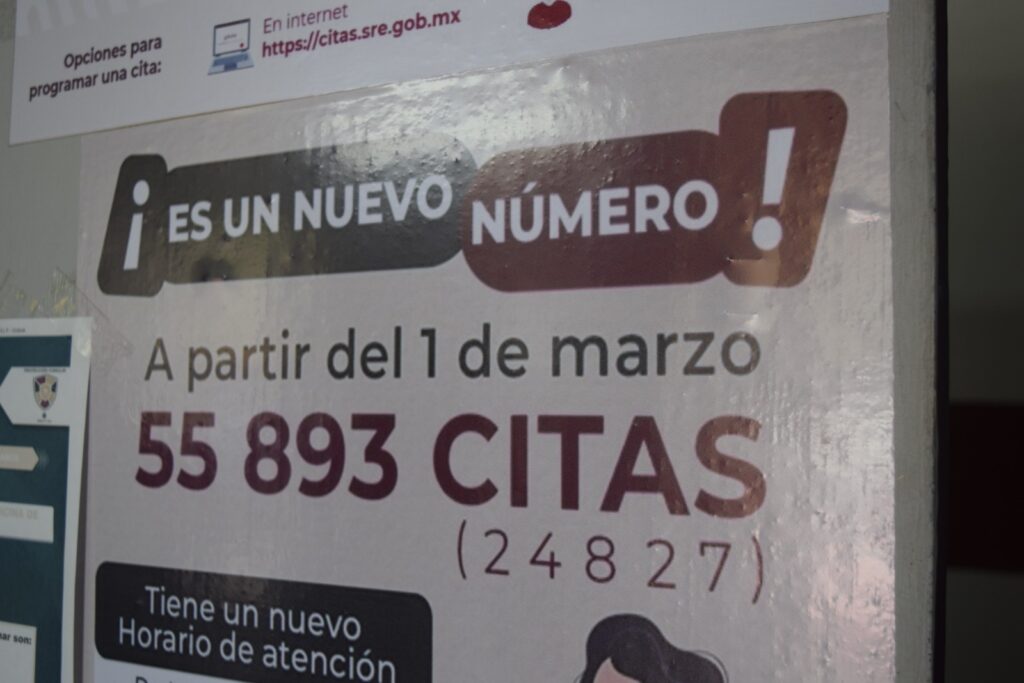 Opciones para
programar una cita:
En internet
https://citas.sre.gob.mx
¡ES UN NUEVO NÚMERO!
A partir del 1 de marzo
55 893 CITAS
(24827)
Tiene un nuevo
Horario de atención